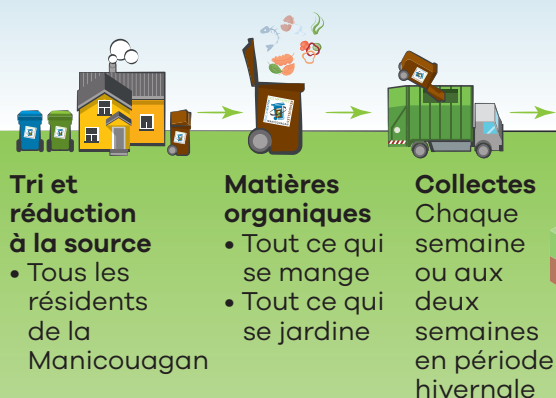 Tri et
réduction
à la source
• Tous les
résidents
de la
Manicouagan
Matières
organiques
• Tout ce qui
se mange
• Tout ce qui
se jardine
Collectes
Chaque
semaine
ou aux
deux
semaines
en période
hivernale